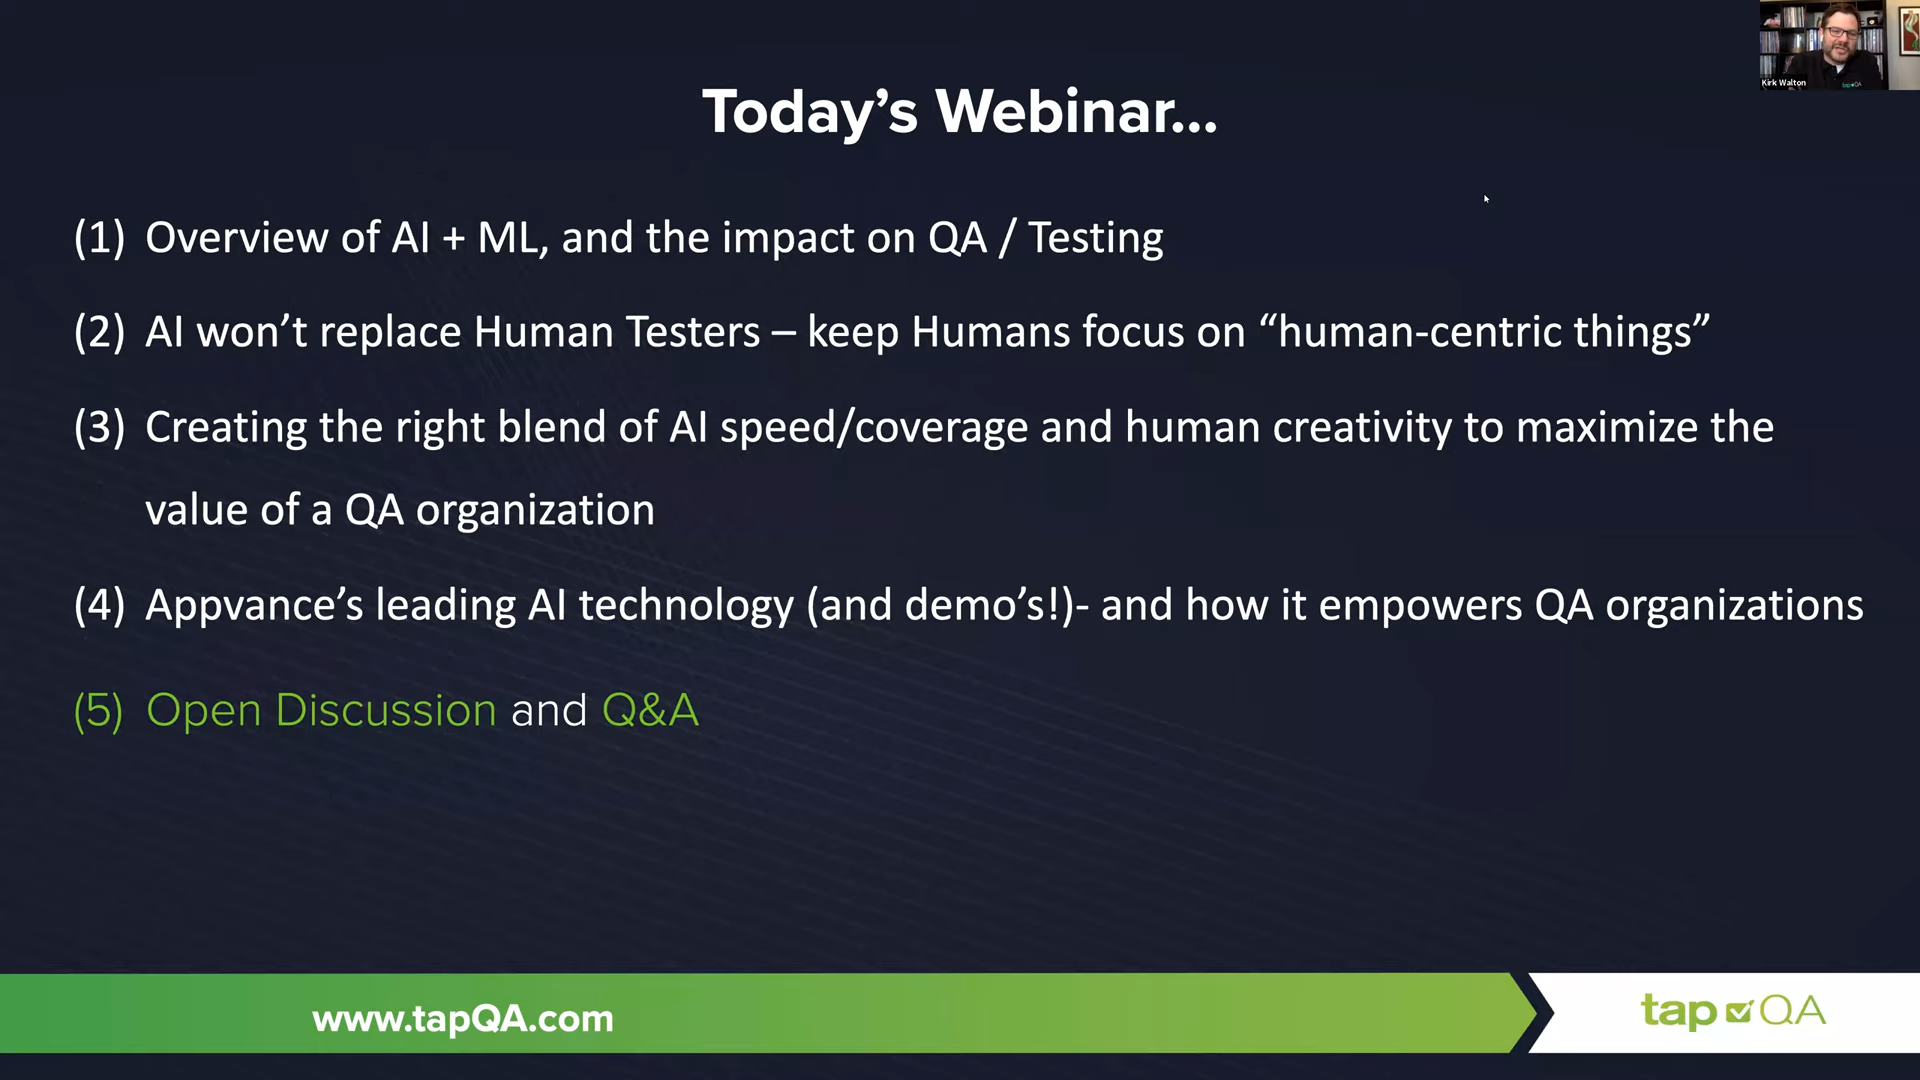 Kirk Walton
tap QA
Today’s Webinar...
(1) Overview of AI + ML, and the impact on QA / Testing
(2) AI won’t replace Human Testers – keep Humans focus on “human-centric things”
(3) Creating the right blend of AI speed/coverage and human creativity to maximize the
value of a QA organization
(4) Appvance’s leading AI technology (and demo’s!)- and how it empowers QA organizations
(5) Open Discussion and Q&A
www.tapQA.com
tap QA